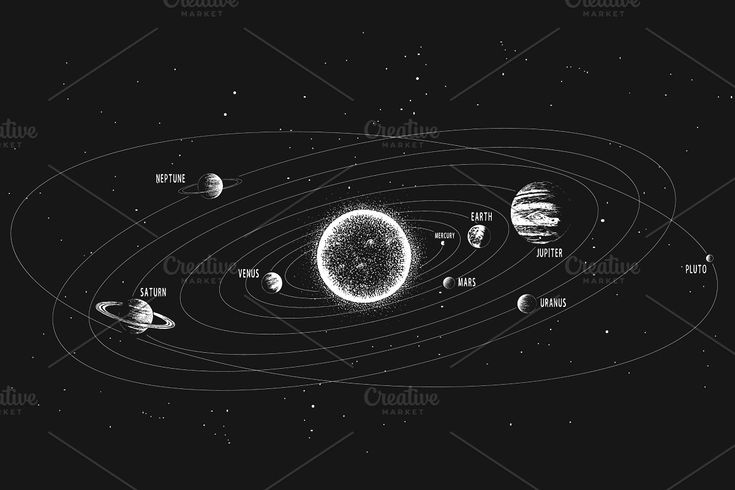 Creative
MARKET
Creative
MARKET
Creative
MARKET
Creative
MARKET
NEPTUNE
EARTH
MERCURY
JUPITER
Creative
MARKET
Creative
MARKET
PLUTO
VENUS
MARS
SATURN
URANUS
Creative
MARKET
Creative
MARKET